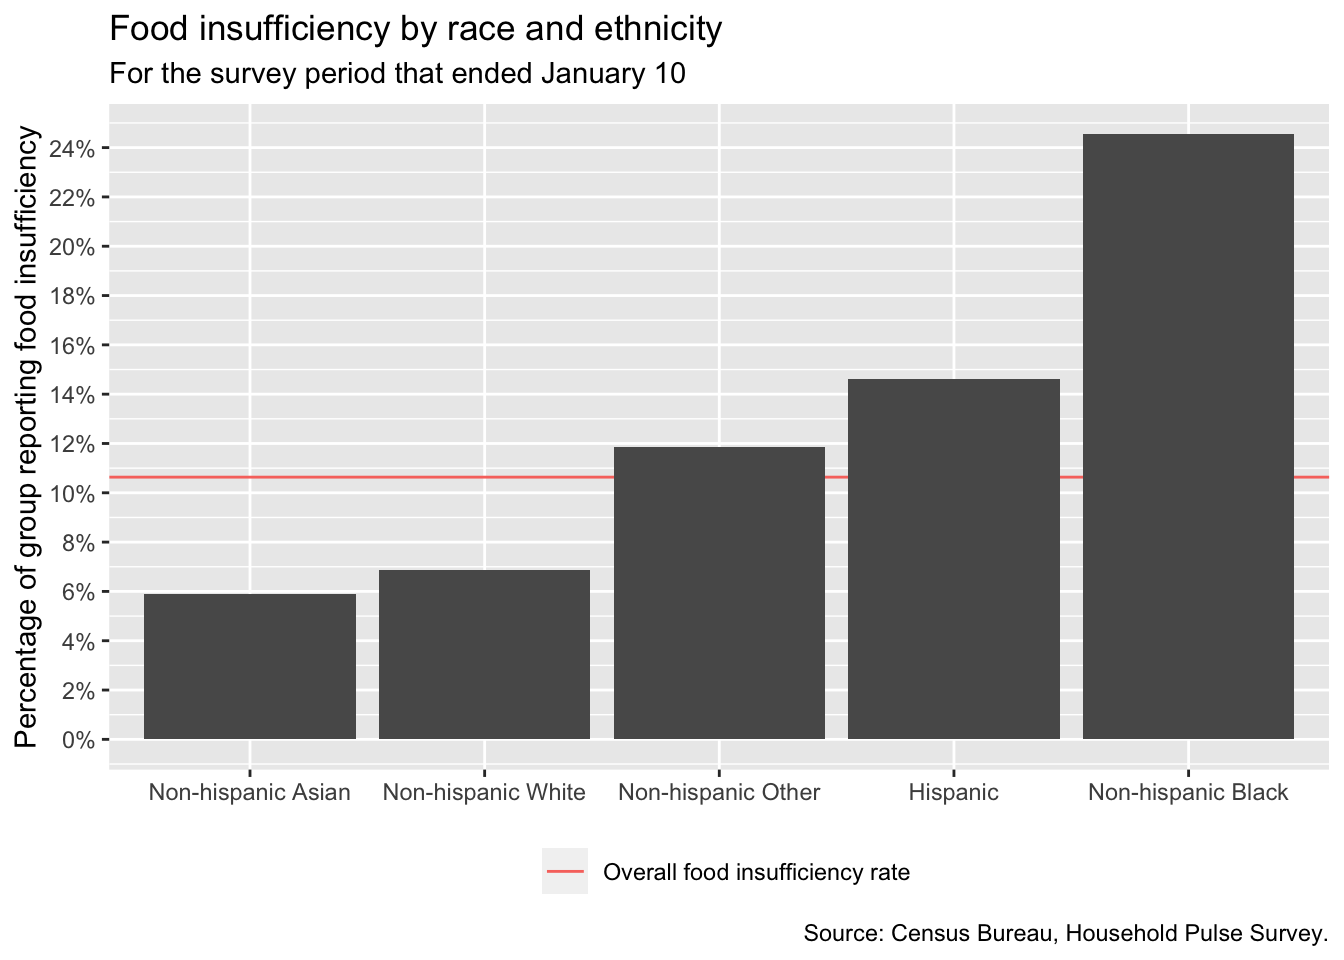 Food insufficiency by race and ethnicity
For the survey period that ended January 10
Percentage of group reporting food insufficiency
24%
22%
20%
18%
16%
14%
12%
10%
8%
6%
4%
2%
0%
Non-hispanic Asian
Non-hispanic White
Non-hispanic Other
Hispanic
Non-hispanic Black
Overall food insufficiency rate
Source: Census Bureau, Household Pulse Survey.